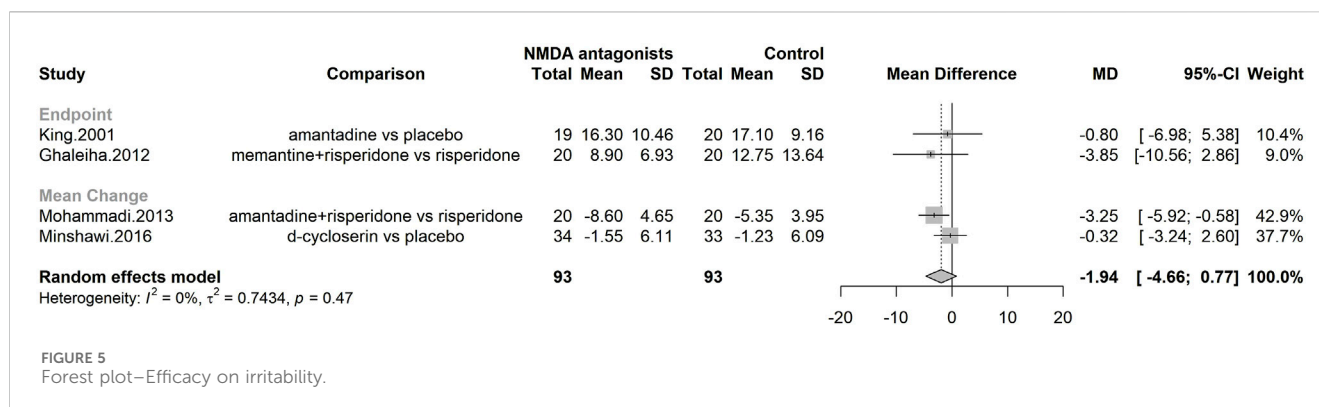 NMDA antagonists Control
Study Comparison Total Mean SD Total Mean SD Mean Difference MD 95%-CI Weight
Endpoint
King.2001 amantadine vs placebo 19 16.30 10.46 20 17.10 9.16 -0.80 [ -6.98; 5.38] 10.4%
Ghaleiha.2012 memantine+risperidone vs risperidone 20 8.90 6.93 20 12.75 13.64 -3.85 [-10.56; 2.86] 9.0%
Mean Change
Mohammadi.2013 amantadine+risperidone vs risperidone 20 -8.60 4.65 20 -5.35 3.95 -3.25 [ -5.92; -0.58] 42.9%
Minshawi.2016 d-cycloserin vs placebo 34 -1.55 6.11 33 -1.23 6.09 -0.32 [ -3.24; 2.60] 37.7%
Random effects model 93 93 -1.94 [ -4.66; 0.77] 100.0%
Heterogeneity: I² = 0%, τ² = 0.7434, p = 0.47
-20 -10 0 10 20
FIGURE 5
Forest plot–Efficacy on irritability.